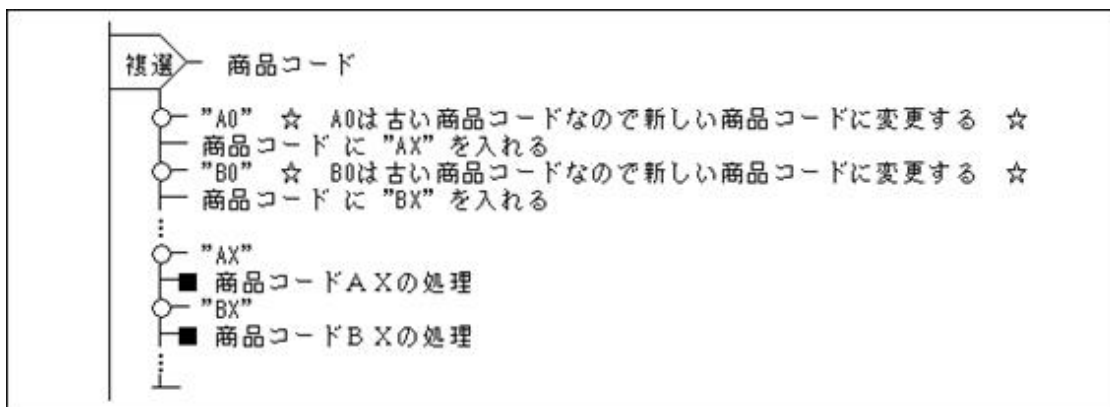 複選 商品コード
"A0" ☆ A0は古い商品コードなので新しい商品コードに変更する ☆
商品コード に "AX" を入れる
"B0" ☆ B0は古い商品コードなので新しい商品コードに変更する ☆
商品コード に "BX" を入れる
"AX"
■ 商品コードAXの処理
"BX"
■ 商品コードBXの処理